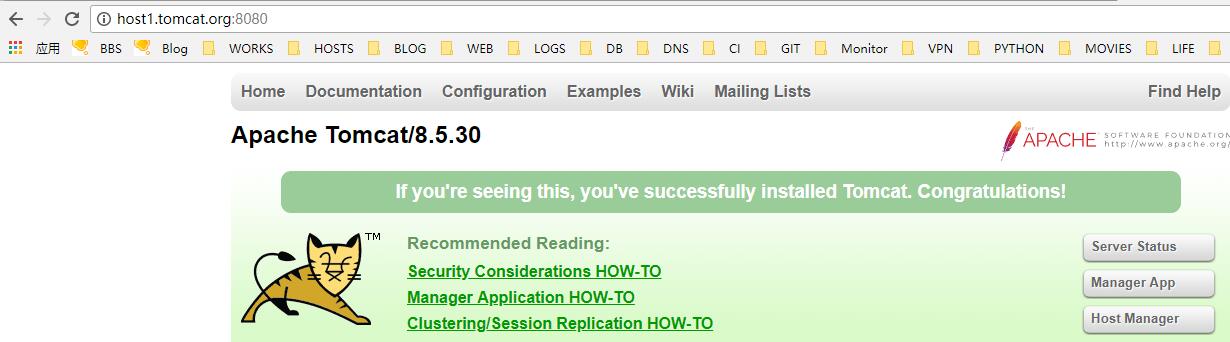 host1.tomcat.org:8080
应用 BBS Blog WORKS HOSTS BLOG WEB LOGS DB DNS CI GIT Monitor VPN PYTHON MOVIES LIFE
Home Documentation Configuration Examples Wiki Mailing Lists Find Help
Apache Tomcat/8.5.30
THE APACHE® SOFTWARE FOUNDATION
http://www.apache.org/
If you're seeing this, you've successfully installed Tomcat. Congratulations!
TM
Recommended Reading:
Security Considerations HOW-TO
Manager Application HOW-TO
Clustering/Session Replication HOW-TO
Server Status
Manager App
Host Manager